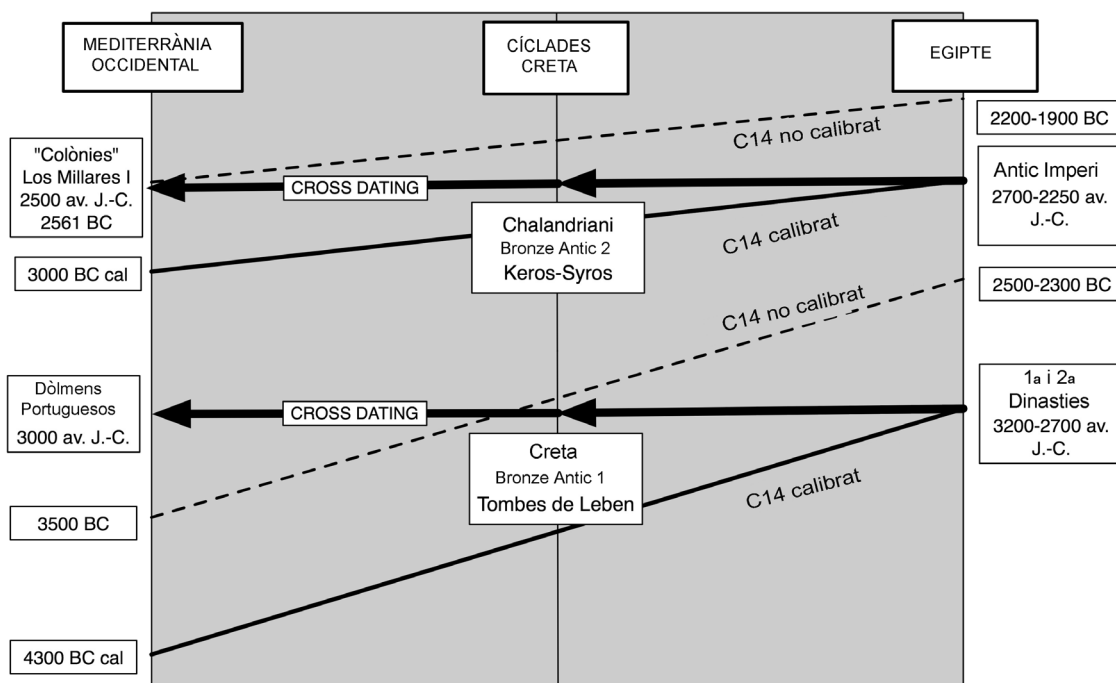 MEDITERRÀNIA
OCCIDENTAL
CÍCLADES
CRETA
EGIPTE
C14 no calibrat
2200-1900 BC
"Colònies"
Los Millares I
2500 av. J.-C.
2561 BC
CROSS DATING
Antic Imperi
2700-2250 av.
J.-C.
Chalandriani
Bronze Antic 2
Keros-Syros
C14 calibrat
3000 BC cal
2500-2300 BC
C14 no calibrat
Dòlmens
Portuguesos
3000 av. J.-C.
CROSS DATING
1a i 2a
Dinasties
3200-2700 av.
J.-C.
Creta
Bronze Antic 1
Tombes de Leben
C14 calibrat
3500 BC
4300 BC cal